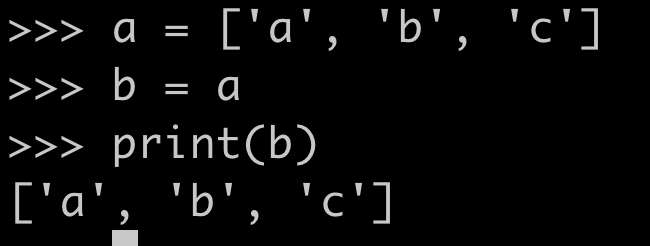 >>> a = ['a', 'b', 'c']
>>> b = a
>>> print(b)
['a', 'b', 'c']